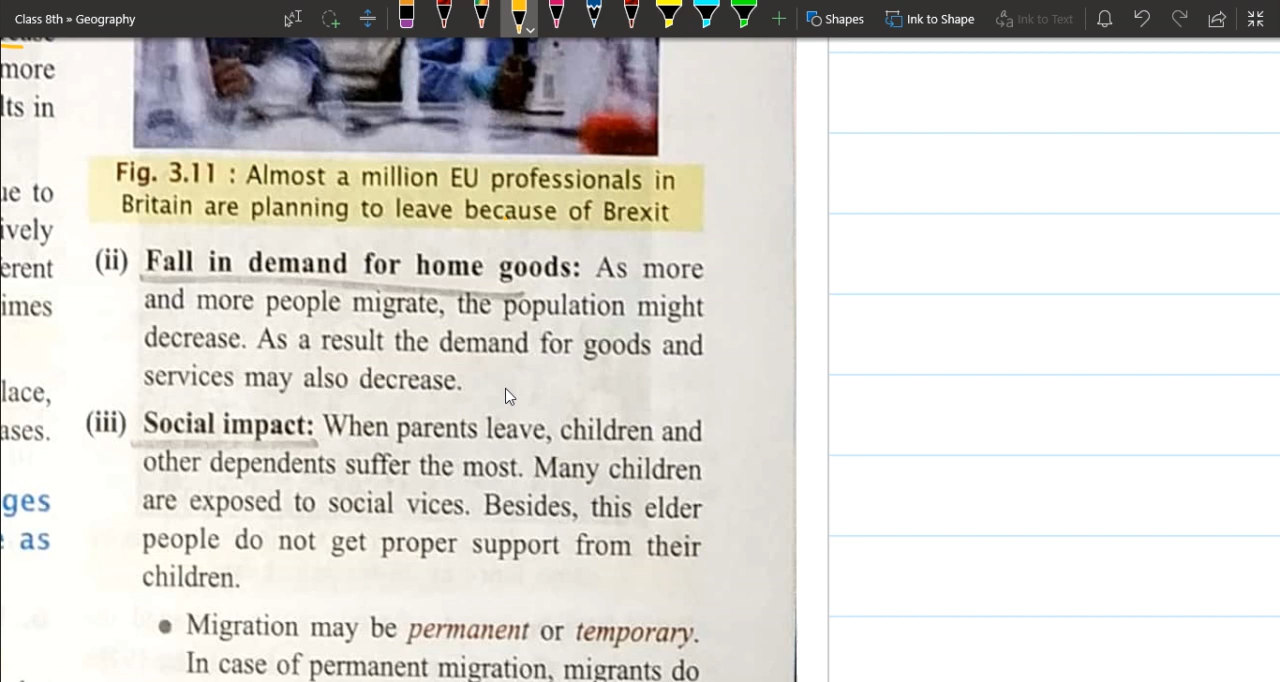 Class 8th » Geography
Shapes
Ink to Shape
Ink to Text
more
lts in
ue to
ively
erent
imes
lace,
ases.
ges
as
Fig. 3.11 : Almost a million EU professionals in
Britain are planning to leave because of Brexit
(ii) Fall in demand for home goods: As more
and more people migrate, the population might
decrease. As a result the demand for goods and
services may also decrease.
(iii) Social impact: When parents leave, children and
other dependents suffer the most. Many children
are exposed to social vices. Besides, this elder
people do not get proper support from their
children.
• Migration may be permanent or temporary.
In case of permanent migration, migrants do